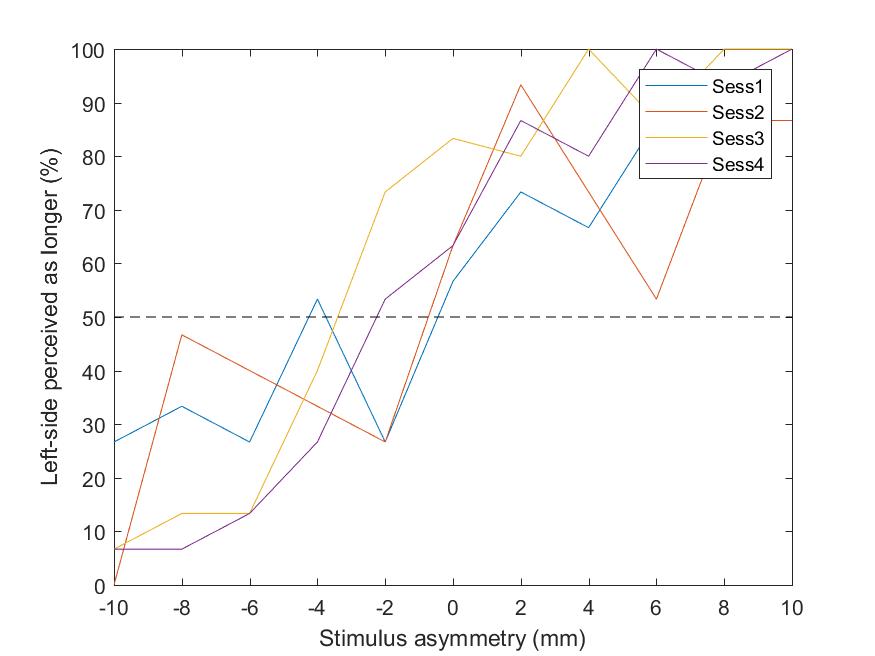 100
90
80
70
60
50
40
30
20
10
0
Left-side perceived as longer (%)
Sess1
Sess2
Sess3
Sess4
-10 -8 -6 -4 -2 0 2 4 6 8 10
Stimulus asymmetry (mm)